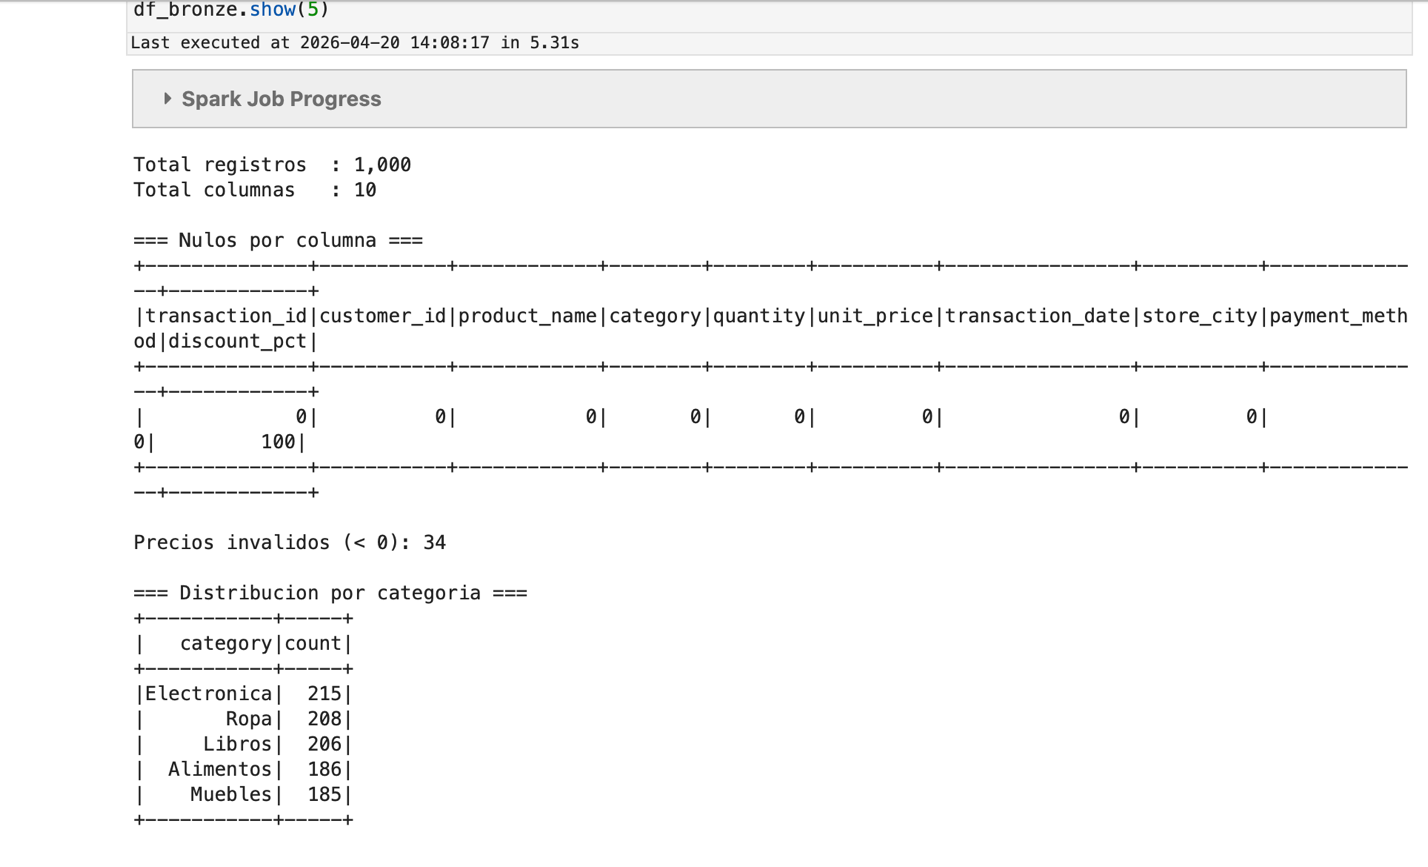 df_bronze.show(5)
Last executed at 2026-04-20 14:08:17 in 5.31s
Spark Job Progress
Total registros  : 1,000
Total columnas   : 10
=== Nulos por columna ===
+--------------+-----------+------------+--------+--------+----------+----------------+----------+------------
--+------------+
|transaction_id|customer_id|product_name|category|quantity|unit_price|transaction_date|store_city|payment_meth
od|discount_pct|
+--------------+-----------+------------+--------+--------+----------+----------------+----------+------------
--+------------+
|             0|          0|           0|       0|       0|         0|               0|         0|
0|         100|
+--------------+-----------+------------+--------+--------+----------+----------------+----------+------------
--+------------+
Precios invalidos (< 0): 34
=== Distribucion por categoria ===
+-----------+-----+
|   category|count|
+-----------+-----+
|Electronica|  215|
|       Ropa|  208|
|     Libros|  206|
|  Alimentos|  186|
|    Muebles|  185|
+-----------+-----+